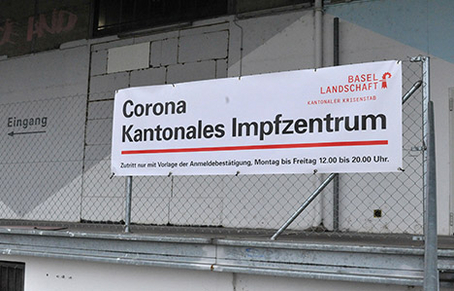 BASEL
LANDSCHAFT
KANTONALER KRISENSTAB
Corona
Kantonales Impfzentrum
Zutritt nur mit Vorlage der Anmeldebestätigung, Montag bis Freitag 12.00 bis 20.00 Uhr.
Eingang